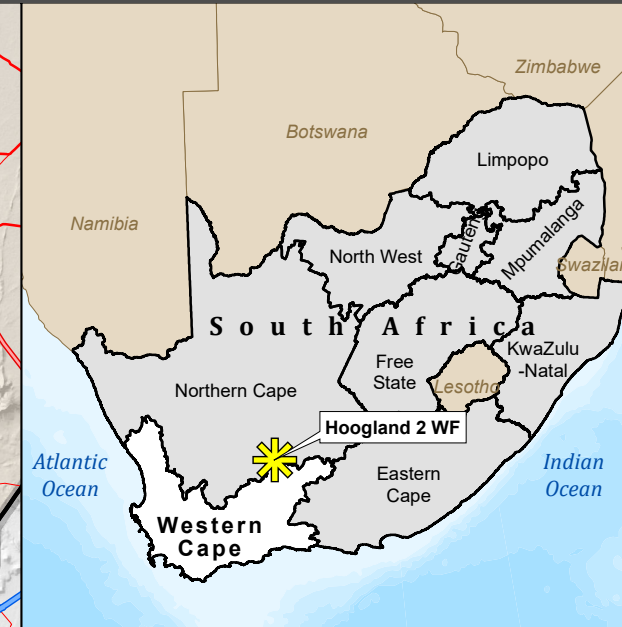 Zimbabwe
Botswana
Limpopo
Namibia
Gauteng
Mpumalanga
North West
Swazilan
South Africa
KwaZulu
-Natal
Free
State
Lesotho
Northern Cape
Hoogland 2 WF
Atlantic
Ocean
Indian
Ocean
Eastern
Cape
Western
Cape